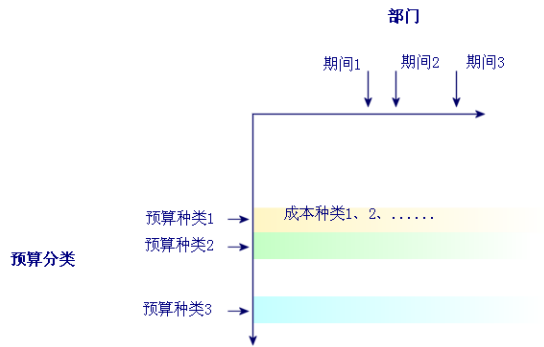 部门
期间1
期间2
期间3
预算种类1
成本种类1、2、......
预算种类2
预算分类
预算种类3